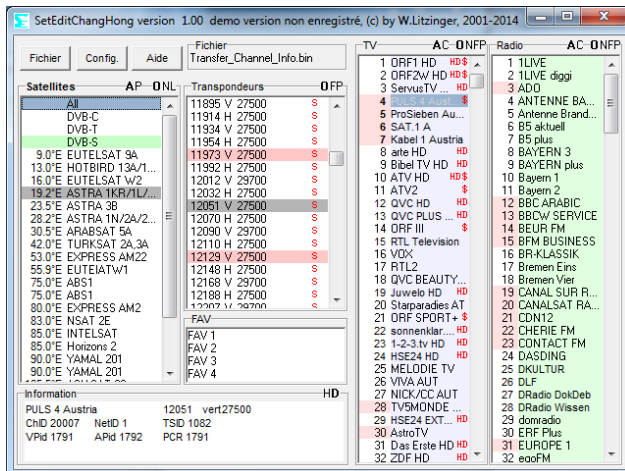 SetEditChangHong version 1.00 demo version non enregistré, (c) by W.Litzinger, 2001-2014
Fichier
Config.
Aide
Fichier
Transfer_Channel_Info.bin
Satellites AP ONL
All
DVB-C
DVB-T
DVB-S
9.0°E EUTELSAT 9A
13.0°E HOTBIRD 13A/1...
16.0°E EUTELSAT W2
19.2°E ASTRA 1KR/1L/...
23.5°E ASTRA 3B
28.2°E ASTRA 1N/2A/2...
30.5°E ARABSAT 5A
42.0°E TURKSAT 2A,3A
53.0°E EXPRESS AM22
55.9°E EUTEIATW1
75.0°E ABS1
75.0°E ABS1
80.0°E EXPRESS AM2
83.0°E NSAT 2E
85.0°E INTELSAT
85.0°E Horizons 2
90.0°E YAMAL 201
90.0°E YAMAL 201
Transpondeurs OFP
11895 V 27500 S
11914 H 27500 S
11934 V 27500 S
11954 H 27500 S
11973 V 27500 S
11992 H 27500 S
12012 V 29700 S
12032 H 27500 S
12051 V 27500 S
12070 H 27500 S
12090 V 29700 S
12110 H 27500 S
12129 V 27500 S
12148 H 27500 S
12168 V 29700 S
12188 H 27500 S
12207 V 29700 S
FAV
FAV 1
FAV 2
FAV 3
FAV 4
TV AC-ONFP
1 ORF1 HD HD$
2 ORF2W HD HD$
3 ServusTV ... HD
4 PULS 4 Aust... $
5 ProSieben Au...
6 SAT.1 A
7 Kabel 1 Austria
8 arte HD HD
9 Bibel TV HD HD
10 ATV HD HD$
11 ATV2 $
12 QVC HD HD
13 QVC PLUS ... HD
14 ORF III $
15 RTL Television
16 VOX
17 RTL2
18 QVC BEAUTY...
19 Juwelo HD HD
20 Starparadies AT
21 ORF SPORT+ $
22 sonnenklar.... HD
23 1-2-3.tv HD HD
24 HSE24 HD HD
25 MELODIE TV
26 VIVA AUT
27 NICK/CC AUT
28 TV5MONDE ...
29 HSE24 EXT... HD
30 AstroTV
31 Das Erste HD HD
32 ZDF HD HD
Radio AC-ONFP
1 1LIVE
2 1LIVE diggi
3 ADO
4 ANTENNE BA...
5 Antenne Brand...
6 B5 aktuell
7 B5 plus
8 BAYERN 3
9 BAYERN plus
10 Bayern 1
11 Bayern 2
12 BBC ARABIC
13 BBCW SERVICE
14 BEUR FM
15 BFM BUSINESS
16 BR-KLASSIK
17 Bremen Eins
18 Bremen Vier
19 CANAL SUR R...
20 CANALSAT RA...
21 CDN12
22 CHERIE FM
23 CONTACT FM
24 DASDING
25 DKULTUR
26 DLF
27 DRadio DokDeb
28 DRadio Wissen
29 domradio
30 ERF Plus
31 EUROPE 1
32 egoFM
Information HD-
PULS 4 Austria 12051 vert27500
ChID 20007 NetID 1 TSID 1082
VPid 1791 APid 1792 PCR 1791